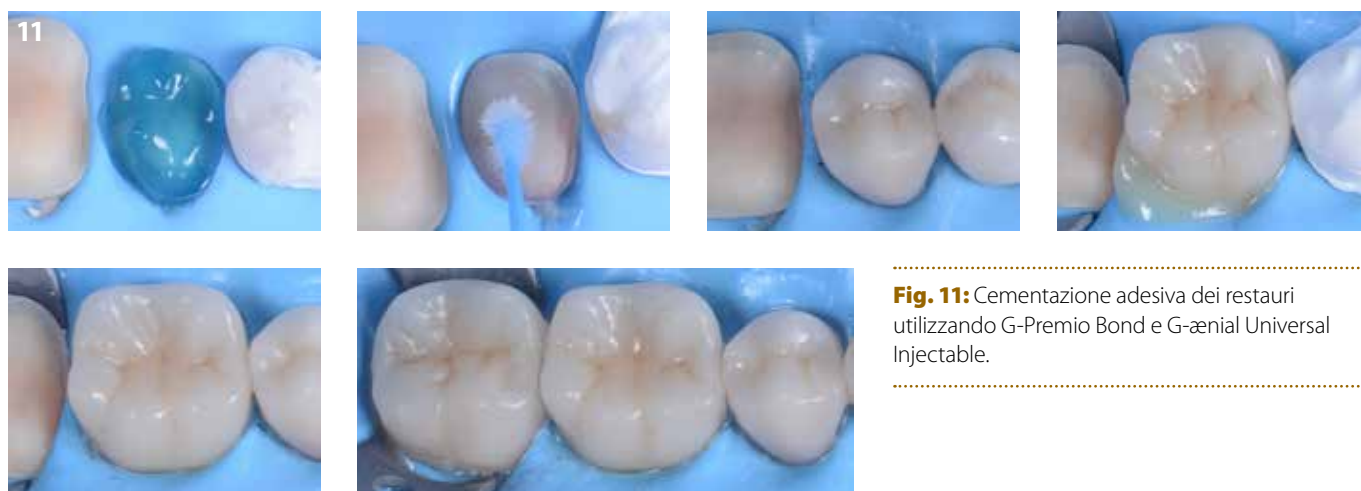 11
Fig. 11: Cementazione adesiva dei restauri
utilizzando G-Premio Bond e G-ænial Universal
Injectable.